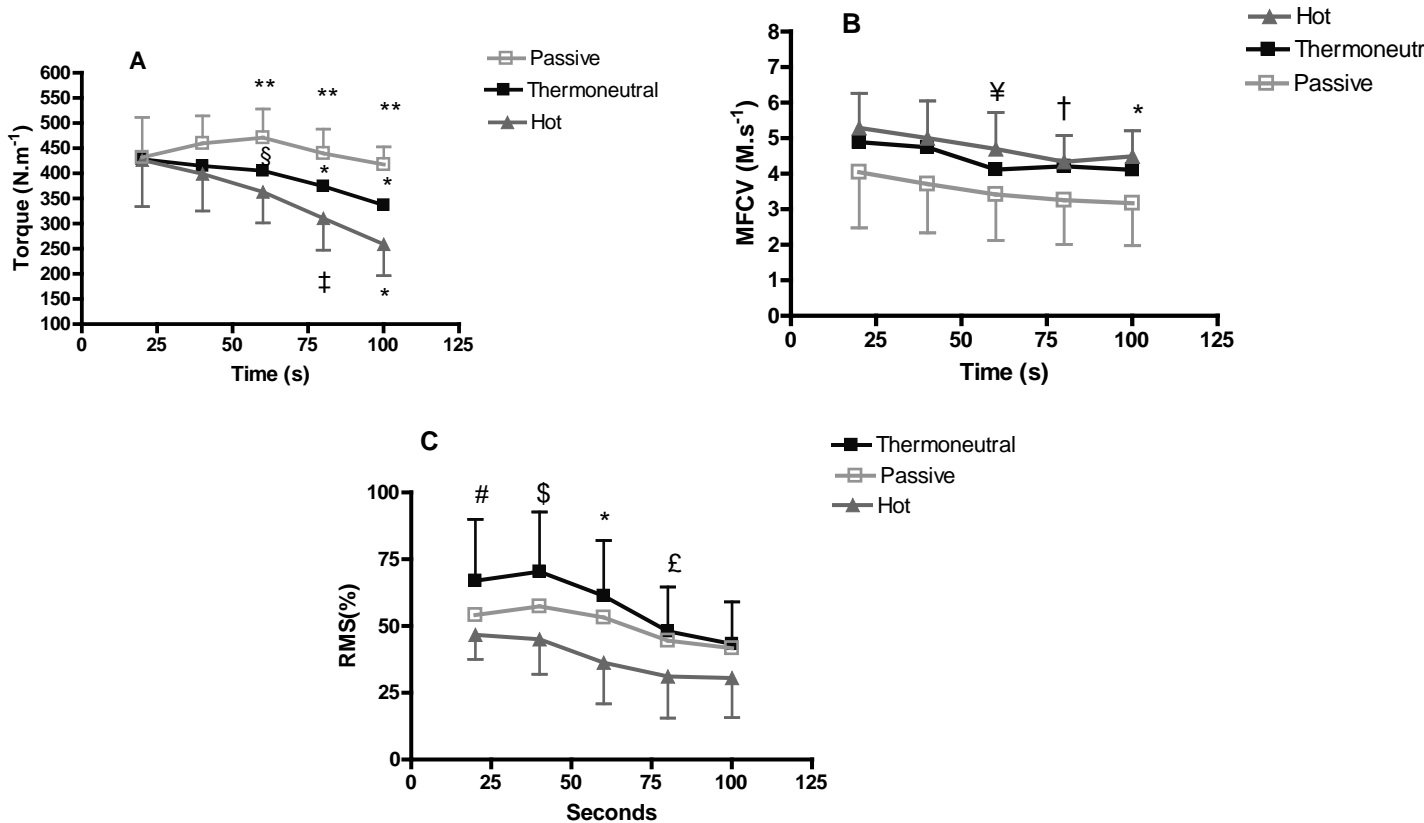 A
Passive
Thermoneutral
Hot
600
550
500
450
400
350
300
250
200
150
100
Torque (N.m⁻¹)
** ** **
§ * *
‡ *
0 25 50 75 100 125
Time (s)
B
Hot
Thermoneutr
Passive
8
7
6
5
4
3
2
1
0
MFCV (M.s⁻¹)
¥ † *
0 25 50 75 100 125
Time (s)
C
Thermoneutral
Passive
Hot
100
75
50
25
0
RMS(%)
# $ * £
0 25 50 75 100 125
Seconds